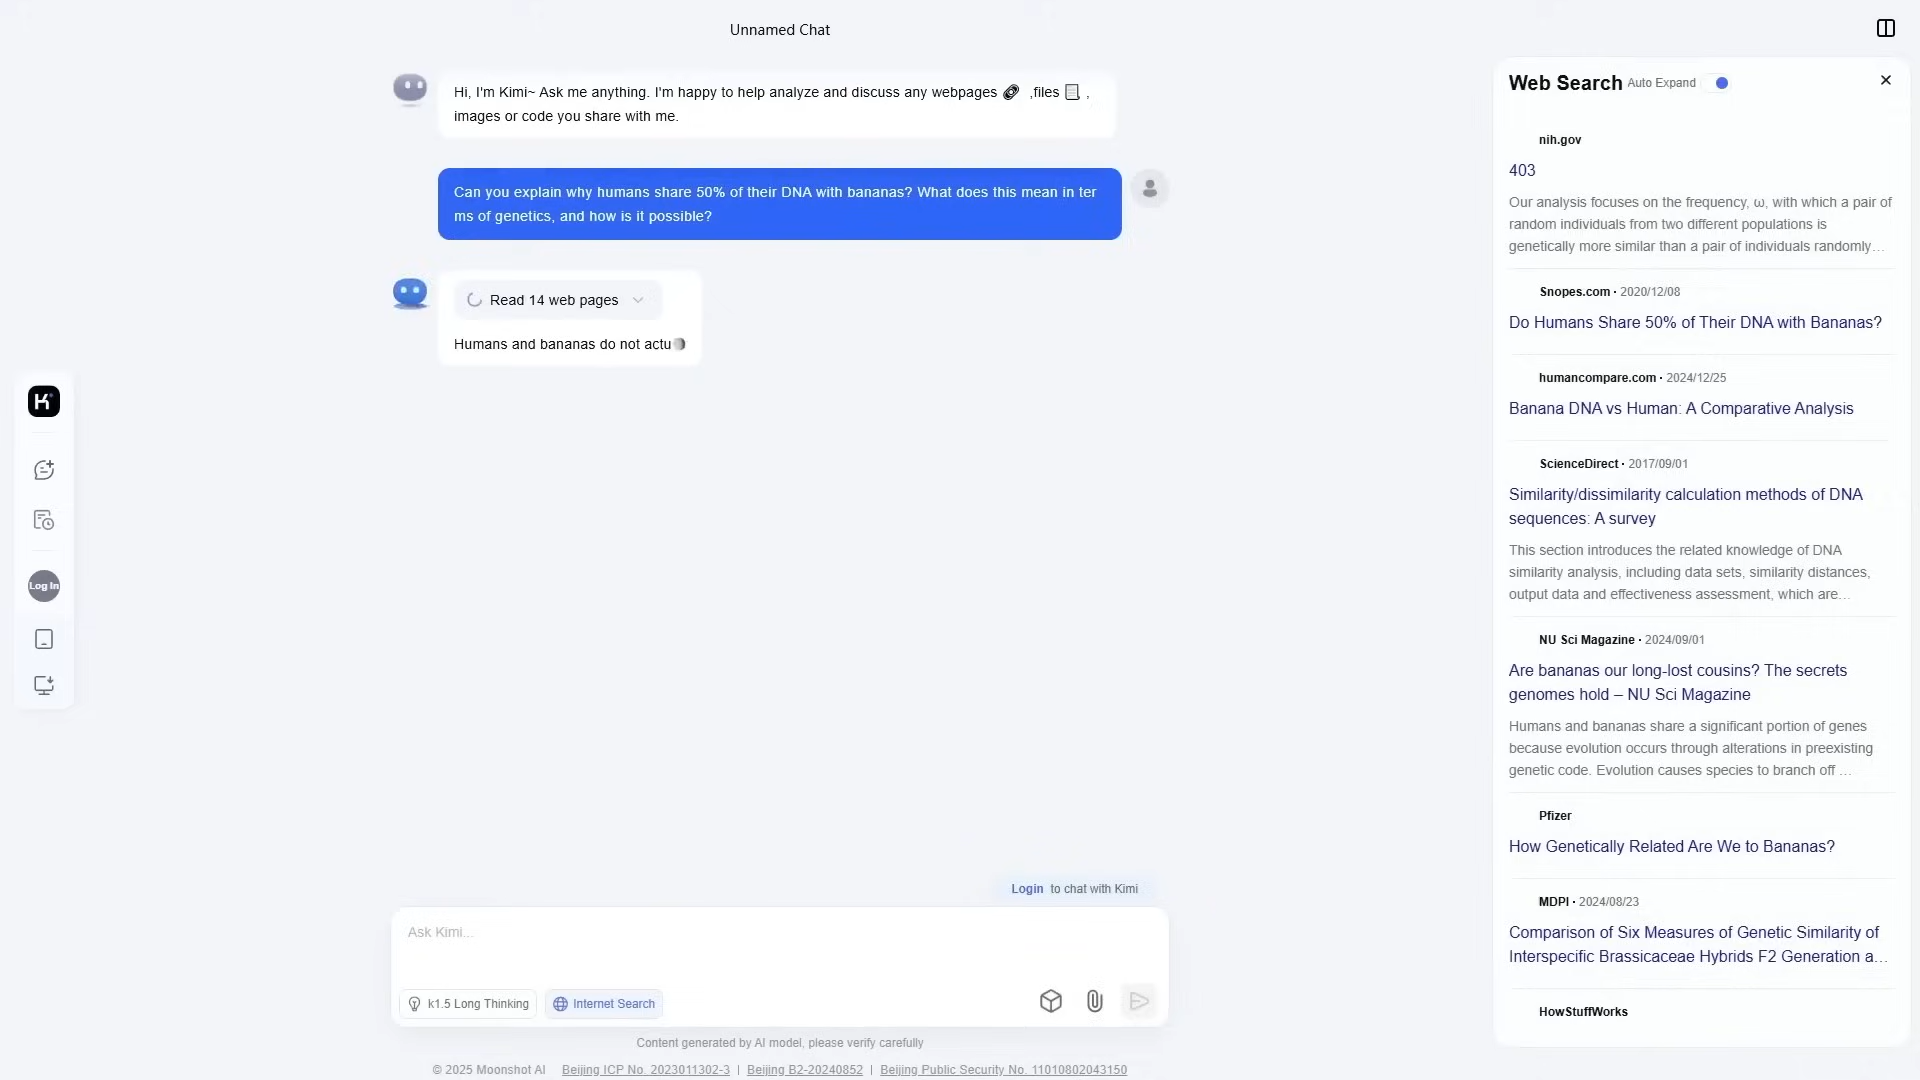 Unnamed Chat
Hi, I'm Kimi~ Ask me anything. I'm happy to help analyze and discuss any webpages ,files ,
images or code you share with me.
Can you explain why humans share 50% of their DNA with bananas? What does this mean in ter
ms of genetics, and how is it possible?
Read 14 web pages
Humans and bananas do not actu
K
Log In
Login to chat with Kimi
Ask Kimi...
k1.5 Long Thinking
Internet Search
Content generated by AI model, please verify carefully
© 2025 Moonshot AI Beijing ICP No. 2023011302-3 | Beijing B2-20240852 | Beijing Public Security No. 11010802043150
Web Search Auto Expand
nih.gov
403
Our analysis focuses on the frequency, ω, with which a pair of
random individuals from two different populations is
genetically more similar than a pair of individuals randomly…
Snopes.com · 2020/12/08
Do Humans Share 50% of Their DNA with Bananas?
humancompare.com · 2024/12/25
Banana DNA vs Human: A Comparative Analysis
ScienceDirect · 2017/09/01
Similarity/dissimilarity calculation methods of DNA
sequences: A survey
This section introduces the related knowledge of DNA
similarity analysis, including data sets, similarity distances,
output data and effectiveness assessment, which are…
NU Sci Magazine · 2024/09/01
Are bananas our long-lost cousins? The secrets
genomes hold – NU Sci Magazine
Humans and bananas share a significant portion of genes
because evolution occurs through alterations in preexisting
genetic code. Evolution causes species to branch off …
Pfizer
How Genetically Related Are We to Bananas?
MDPI · 2024/08/23
Comparison of Six Measures of Genetic Similarity of
Interspecific Brassicaceae Hybrids F2 Generation a…
HowStuffWorks